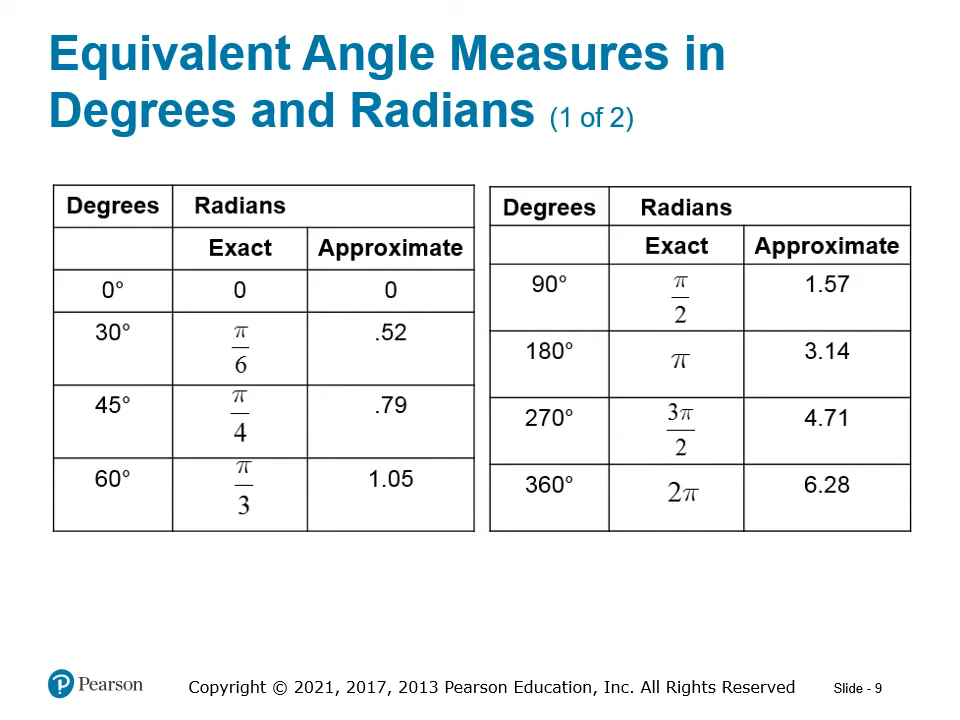 Equivalent Angle Measures in
Degrees and Radians (1 of 2)
Degrees Radians
Exact Approximate
0° 0 0
30° π/6 .52
45° π/4 .79
60° π/3 1.05
Degrees Radians
Exact Approximate
90° π/2 1.57
180° π 3.14
270° 3π/2 4.71
360° 2π 6.28
P Pearson
Copyright © 2021, 2017, 2013 Pearson Education, Inc. All Rights Reserved
Slide - 9